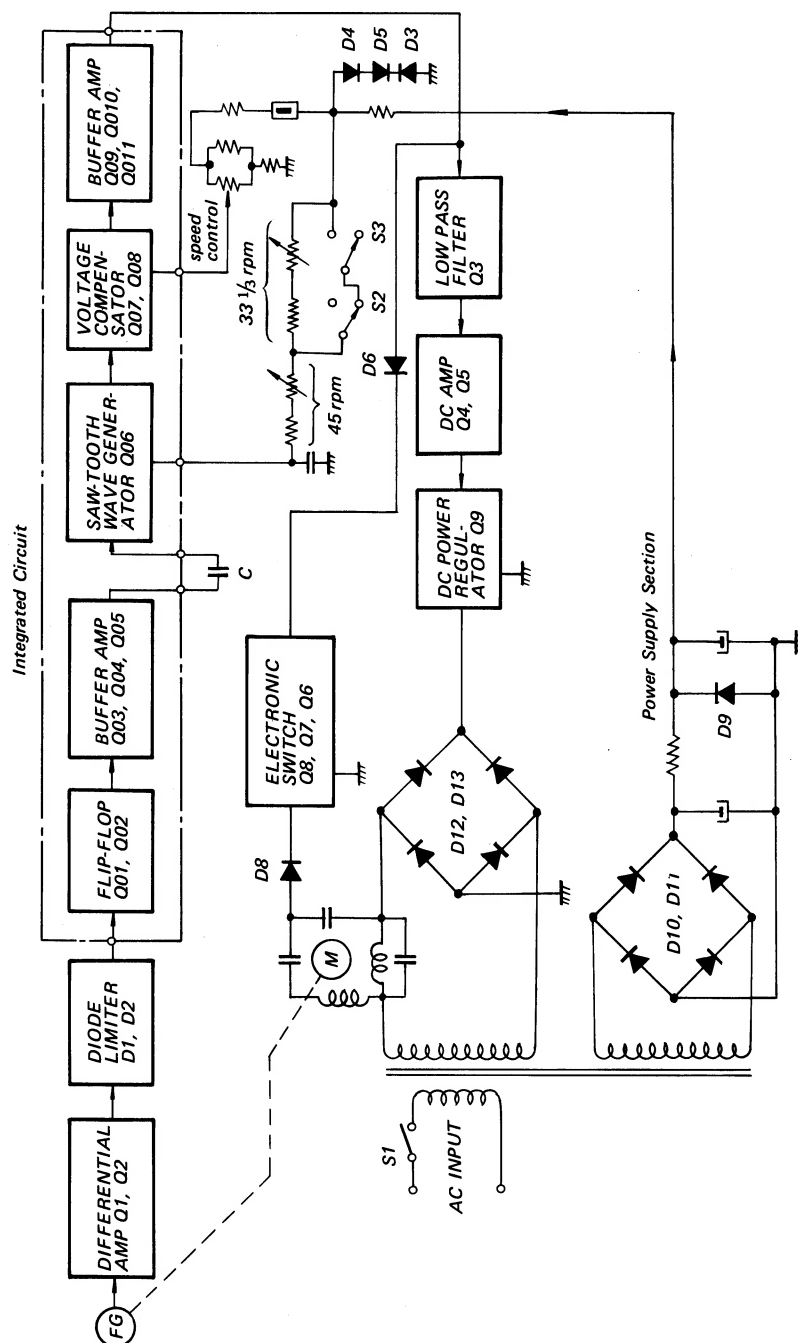 Integrated Circuit
FG
DIFFERENTIAL
AMP Q1, Q2
DIODE
LIMITER
D1, D2
FLIP-FLOP
Q01, Q02
BUFFER AMP
Q03, Q04, Q05
C
SAW-TOOTH
WAVE GENER-
ATOR Q06
VOLTAGE
COMPEN-
SATOR
Q07, Q08
BUFFER AMP
Q09, Q010,
Q011
speed
control
D4
D5
D3
33 1/3 rpm
45 rpm
S2
S3
M
D8
ELECTRONIC
SWITCH
Q8, Q7, Q6
D6
D12, D13
DC POWER
REGUL-
ATOR Q9
DC AMP
Q4, Q5
LOW PASS
FILTER
Q3
S1
AC INPUT
D10, D11
D9
Power Supply Section